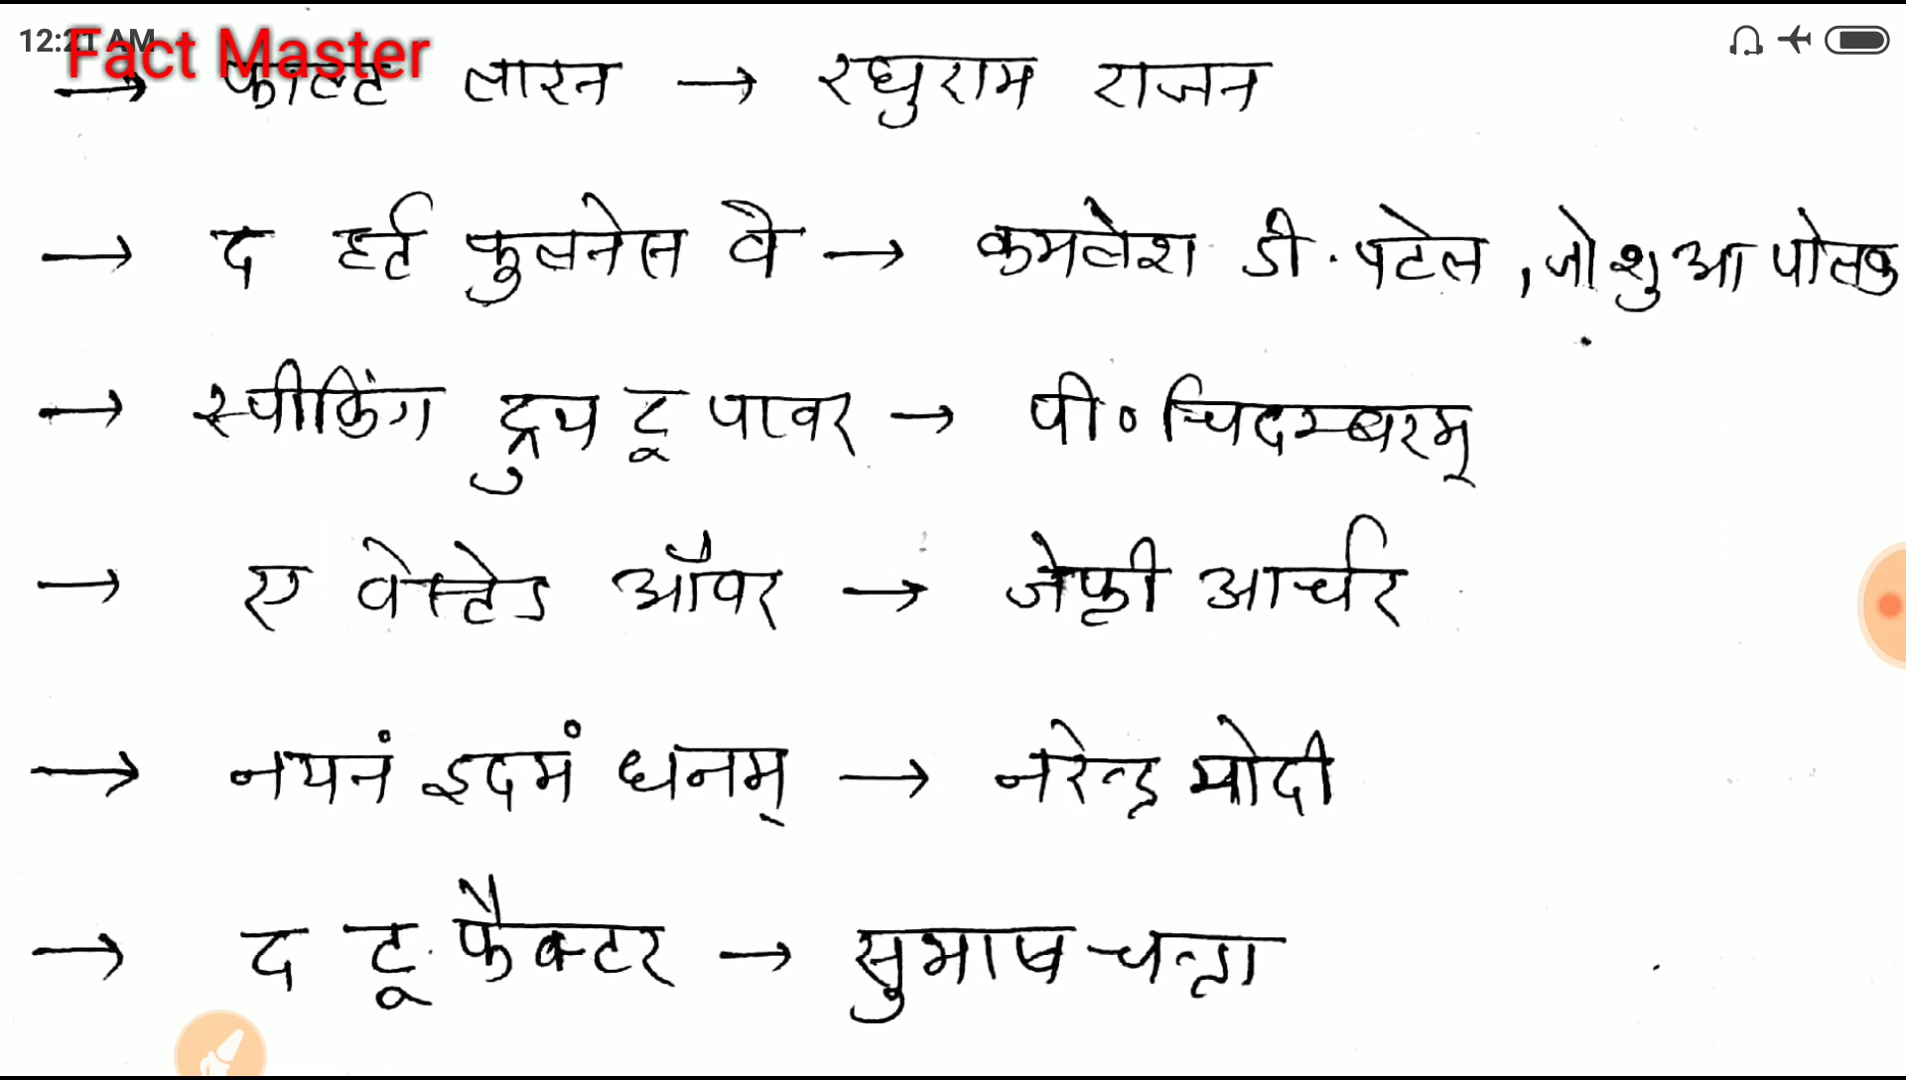 12:21 AM
Fact Master
→ फाल्ट लाइन → रघुराम राजन
→ द हर्ट फुलनेस वे → कमलेश डी. पटेल, जोशुआ पोलक
→ स्पीकिंग ट्रुथ टू पावर → पी॰ चिदम्बरम्
→ ए वेस्टेड ऑवर → जेफ्री आर्चर
→ नयनं इदमं धनम् → नरेन्द्र मोदी
→ द टू फैक्टर → सुभाष चन्द्रा